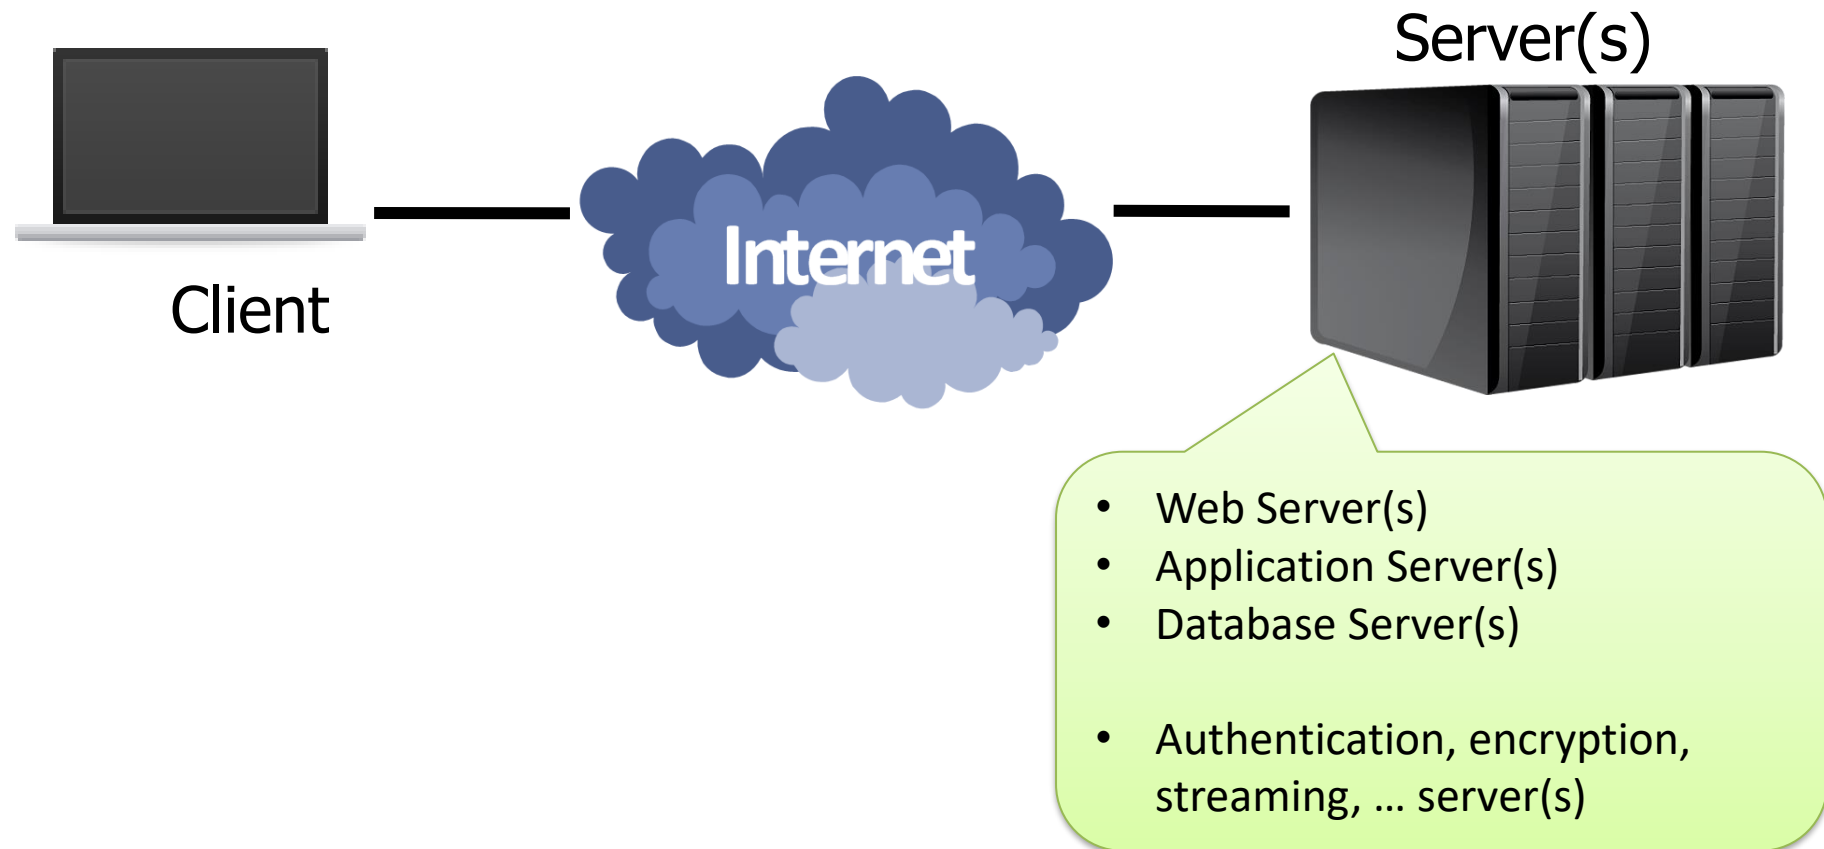 Server(s)
Internet
Client
• Web Server(s)
• Application Server(s)
• Database Server(s)
• Authentication, encryption,
streaming, ... server(s)